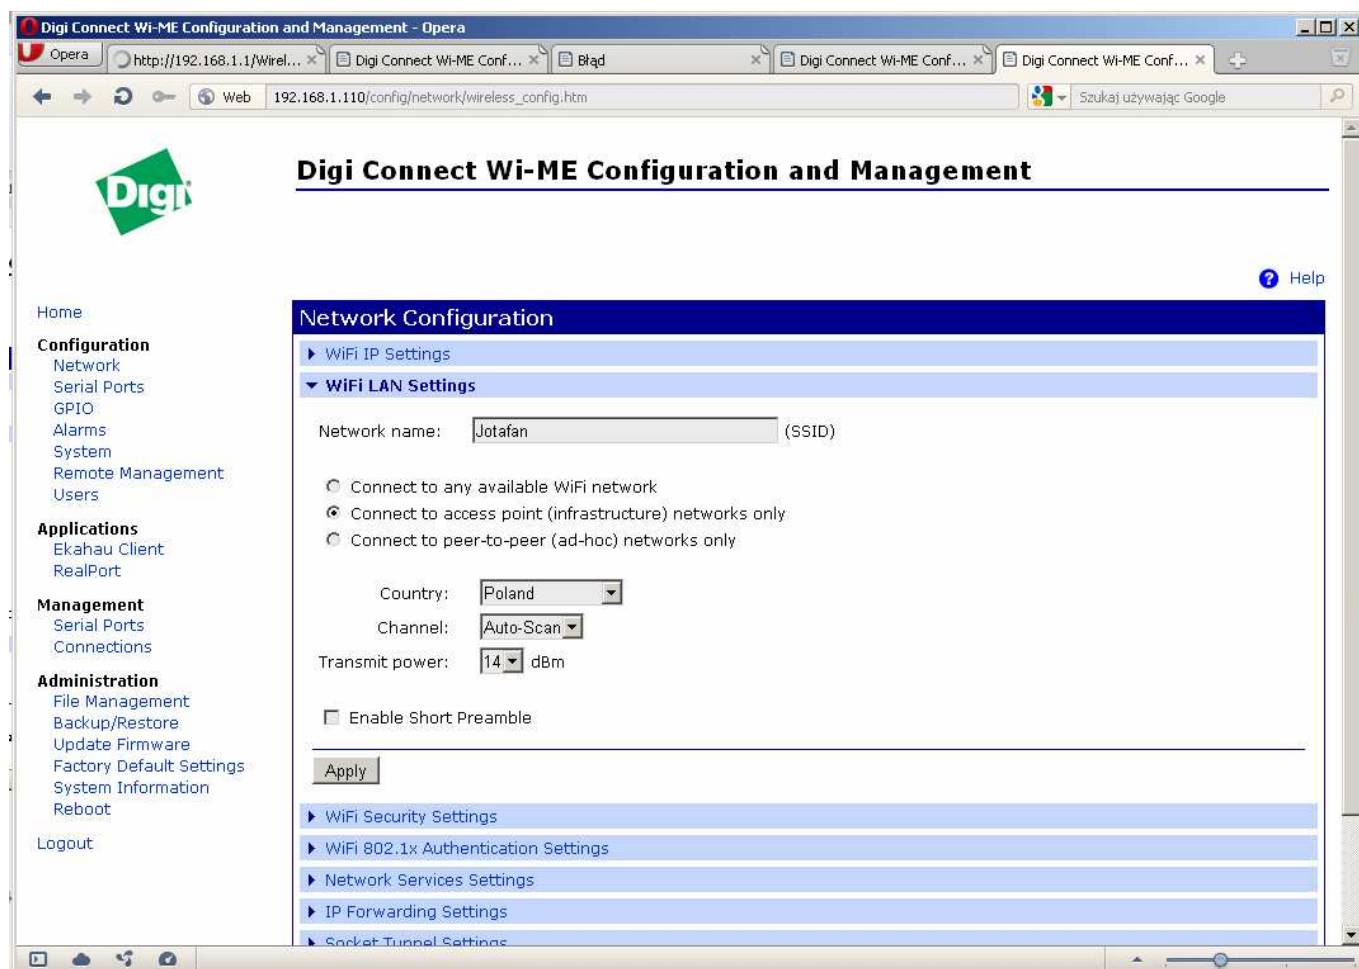 Digi Connect Wi-ME Configuration and Management - Opera
Opera
http://192.168.1.1/Wirel...
Digi Connect Wi-ME Conf...
Błąd
Digi Connect Wi-ME Conf...
Digi Connect Wi-ME Conf...
Web
192.168.1.110/config/network/wireless_config.htm
Szukaj używając Google
Digi
Digi Connect Wi-ME Configuration and Management
Help
Home
Configuration
Network
Serial Ports
GPIO
Alarms
System
Remote Management
Users
Applications
Ekahau Client
RealPort
Management
Serial Ports
Connections
Administration
File Management
Backup/Restore
Update Firmware
Factory Default Settings
System Information
Reboot
Logout
Network Configuration
WiFi IP Settings
WiFi LAN Settings
Network name: Jotafan (SSID)
Connect to any available WiFi network
Connect to access point (infrastructure) networks only
Connect to peer-to-peer (ad-hoc) networks only
Country: Poland
Channel: Auto-Scan
Transmit power: 14 dBm
Enable Short Preamble
Apply
WiFi Security Settings
WiFi 802.1x Authentication Settings
Network Services Settings
IP Forwarding Settings
Socket Tunnel Settings